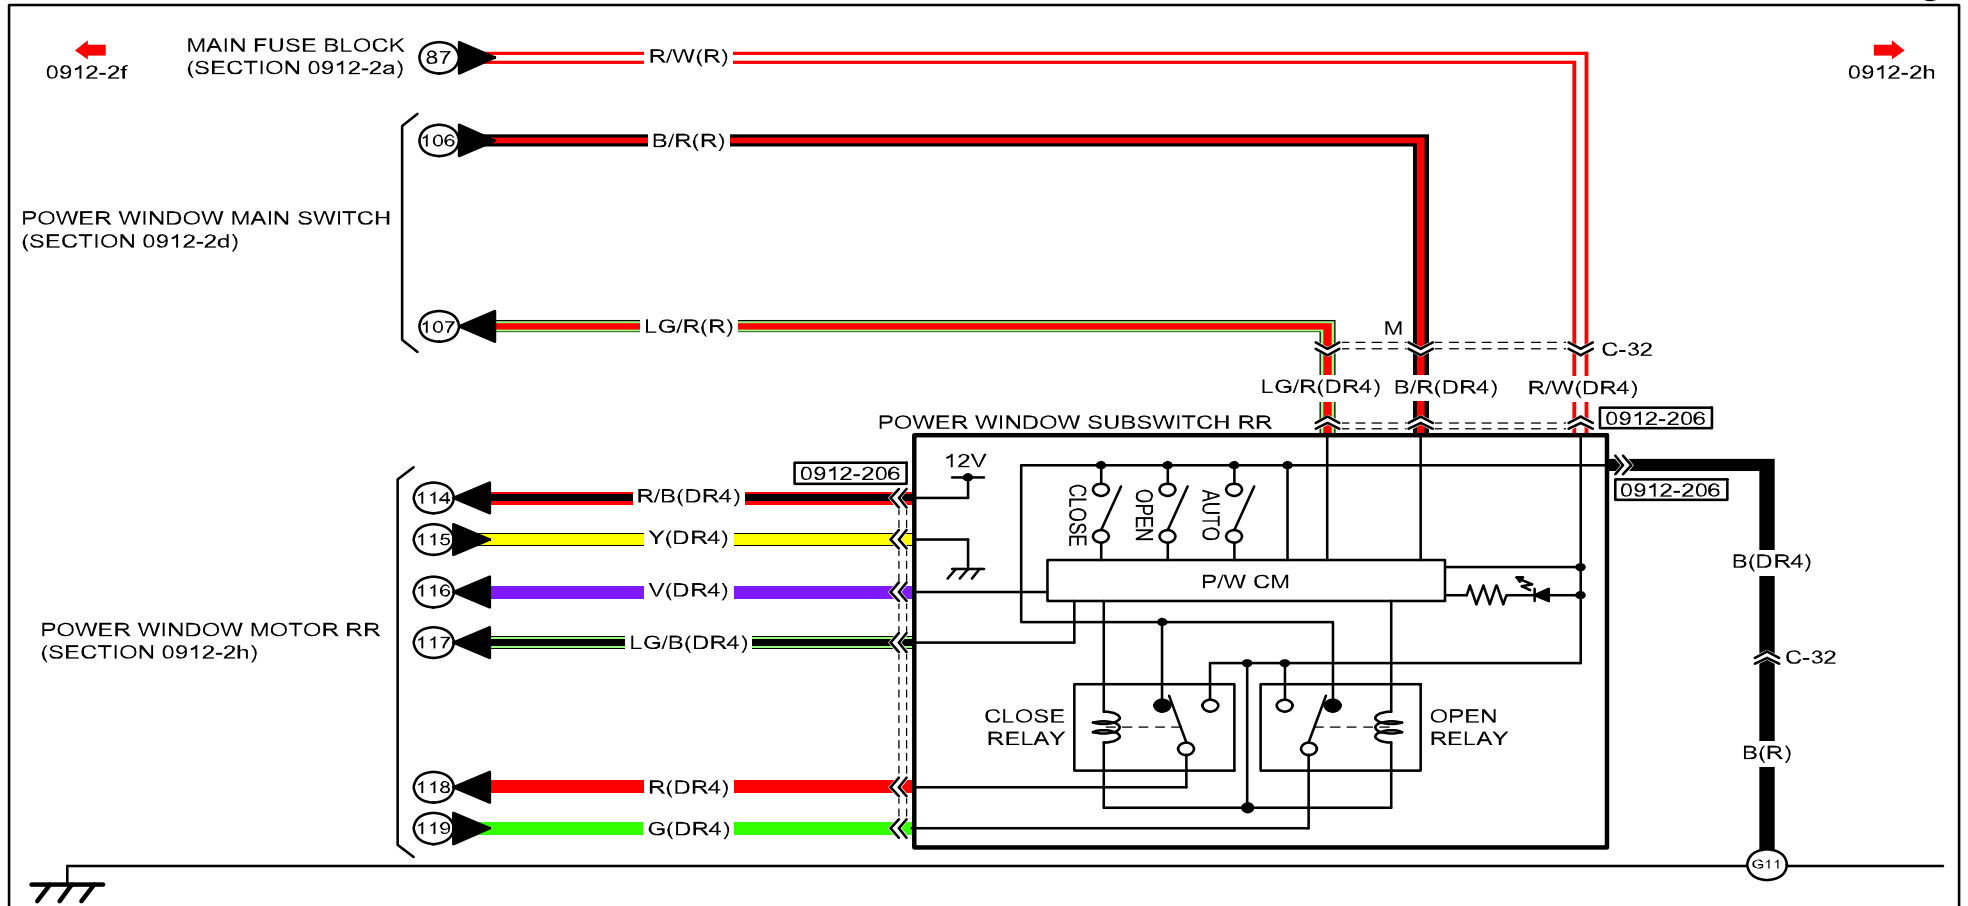 0912-2f
MAIN FUSE BLOCK
(SECTION 0912-2a)
87
R/W(R)
0912-2h
106
B/R(R)
POWER WINDOW MAIN SWITCH
(SECTION 0912-2d)
107
LG/R(R)
M
C-32
LG/R(DR4)
B/R(DR4)
R/W(DR4)
POWER WINDOW SUBSWITCH RR
0912-206
0912-206
12V
0912-206
CLOSE
OPEN
AUTO
114
R/B(DR4)
115
Y(DR4)
B(DR4)
116
V(DR4)
P/W CM
POWER WINDOW MOTOR RR
(SECTION 0912-2h)
117
LG/B(DR4)
C-32
CLOSE
RELAY
OPEN
RELAY
B(R)
118
R(DR4)
119
G(DR4)
G11